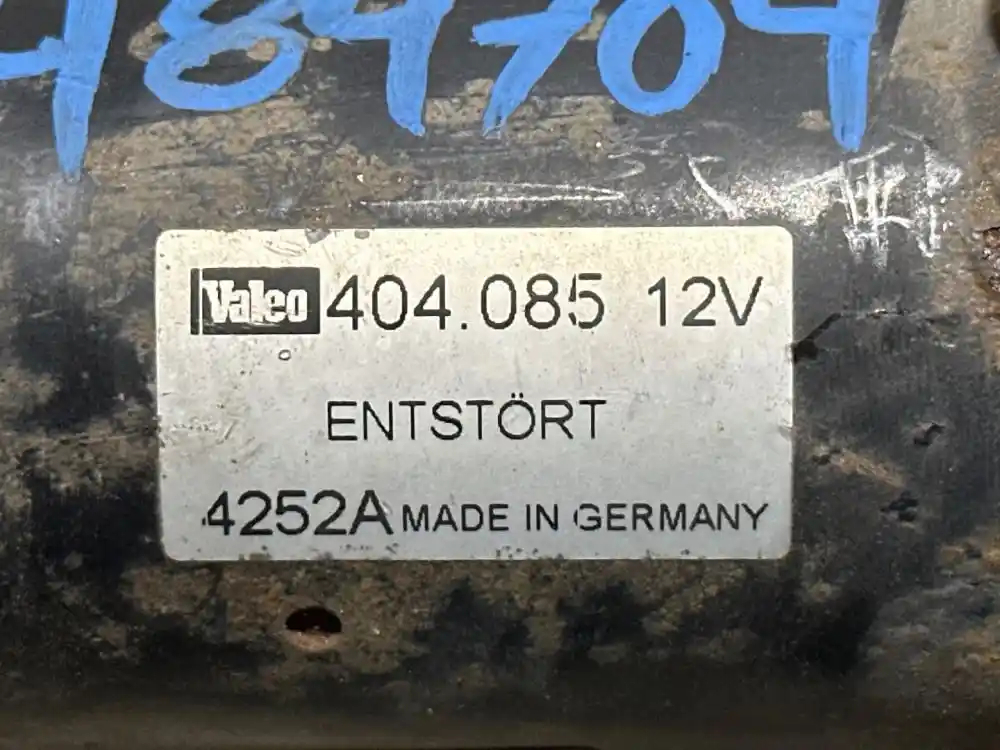 484704
Valeo 404.085 12V
ENTSTÖRT
4252A MADE IN GERMANY